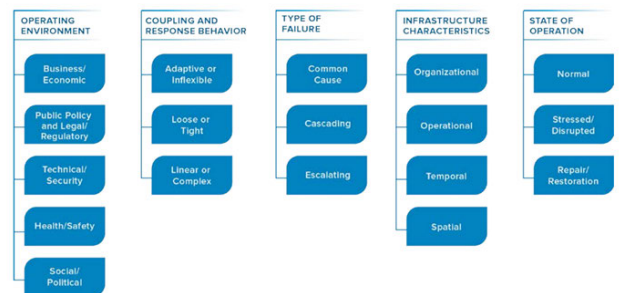 OPERATING
ENVIRONMENT
Business/
Economic
Public Policy
and Legal/
Regulatory
Technical/
Security
Health/Safety
Social/
Political
COUPLING AND
RESPONSE BEHAVIOR
Adaptive or
Inflexible
Loose or
Tight
Linear or
Complex
TYPE OF
FAILURE
Common
Cause
Cascading
Escalating
INFRASTRUCTURE
CHARACTERISTICS
Organizational
Operational
Temporal
Spatial
STATE OF
OPERATION
Normal
Stressed/
Disrupted
Repair/
Restoration